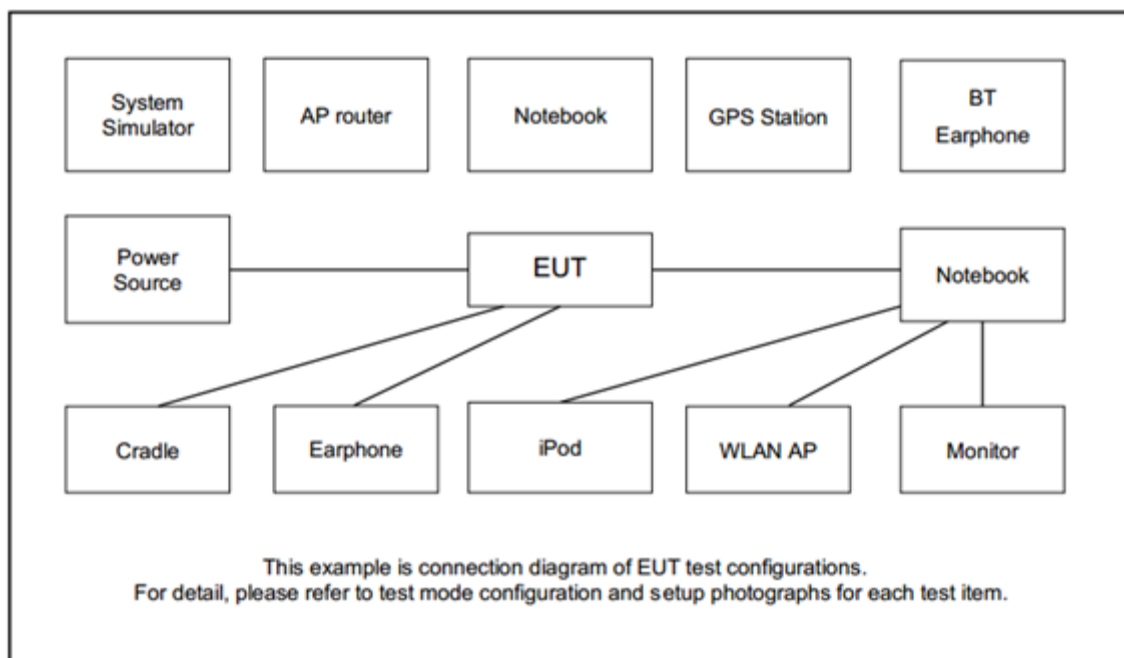 System
Simulator
AP router
Notebook
GPS Station
BT
Earphone
Power
Source
EUT
Notebook
Cradle
Earphone
iPod
WLAN AP
Monitor
This example is connection diagram of EUT test configurations.
For detail, please refer to test mode configuration and setup photographs for each test item.